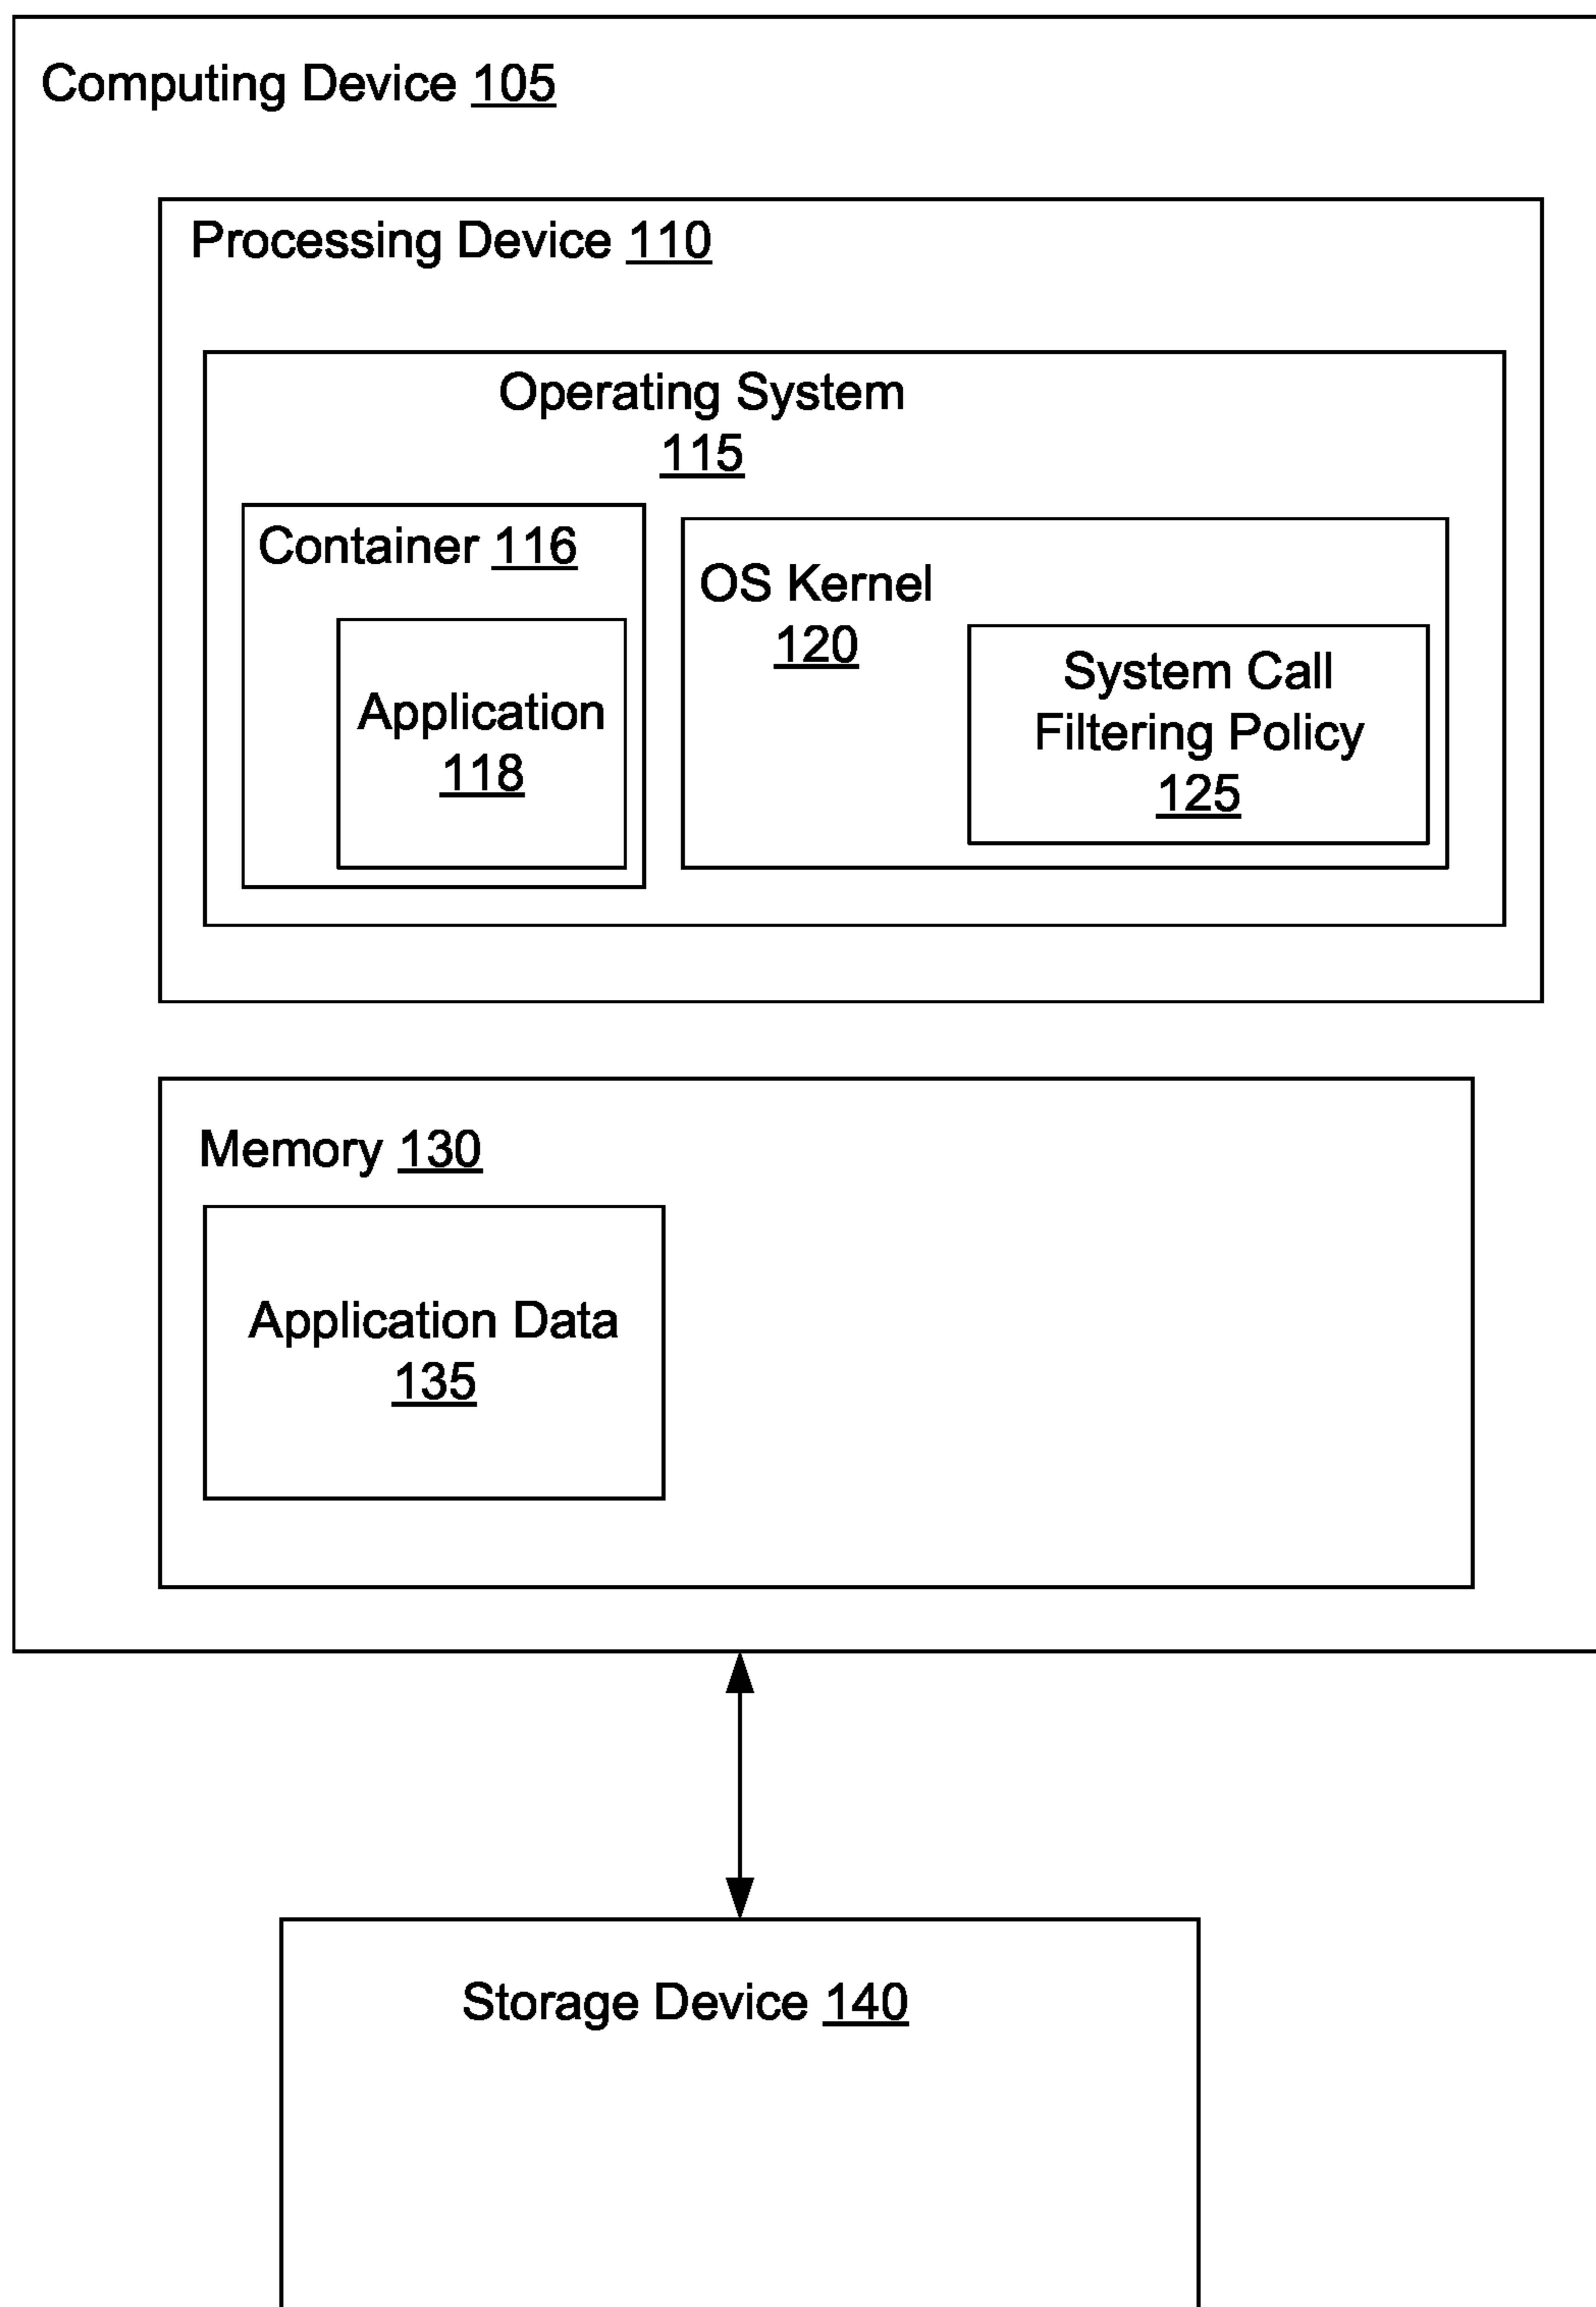 Computing Device 105
Processing Device 110
Operating System
115
Container 116
Application
118
OS Kernel
120
System Call
Filtering Policy
125
Memory 130
Application Data
135
Storage Device 140